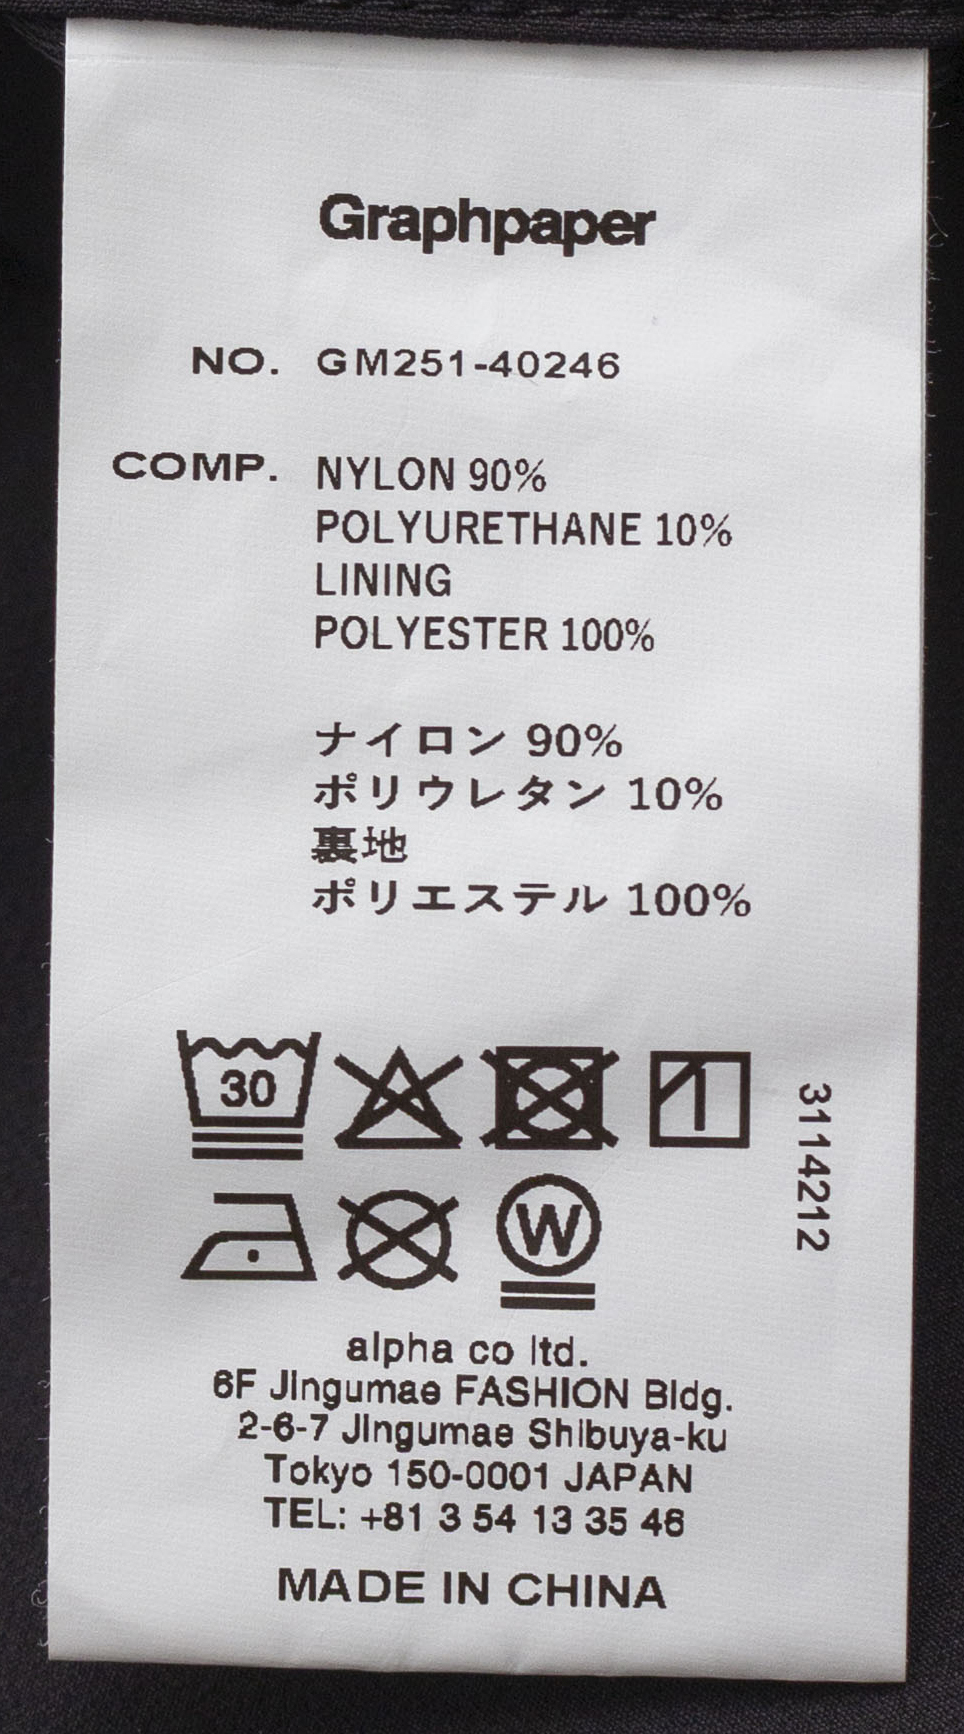 Graphpaper
NO. GM251-40246
COMP. NYLON 90%
POLYURETHANE 10%
LINING
POLYESTER 100%
ナイロン 90%
ポリウレタン 10%
裏地
ポリエステル 100%
30
3114212
W
alpha co ltd.
6F Jingumae FASHION Bldg.
2-6-7 Jingumae Shibuya-ku
Tokyo 150-0001 JAPAN
TEL: +81 3 54 13 35 46
MADE IN CHINA